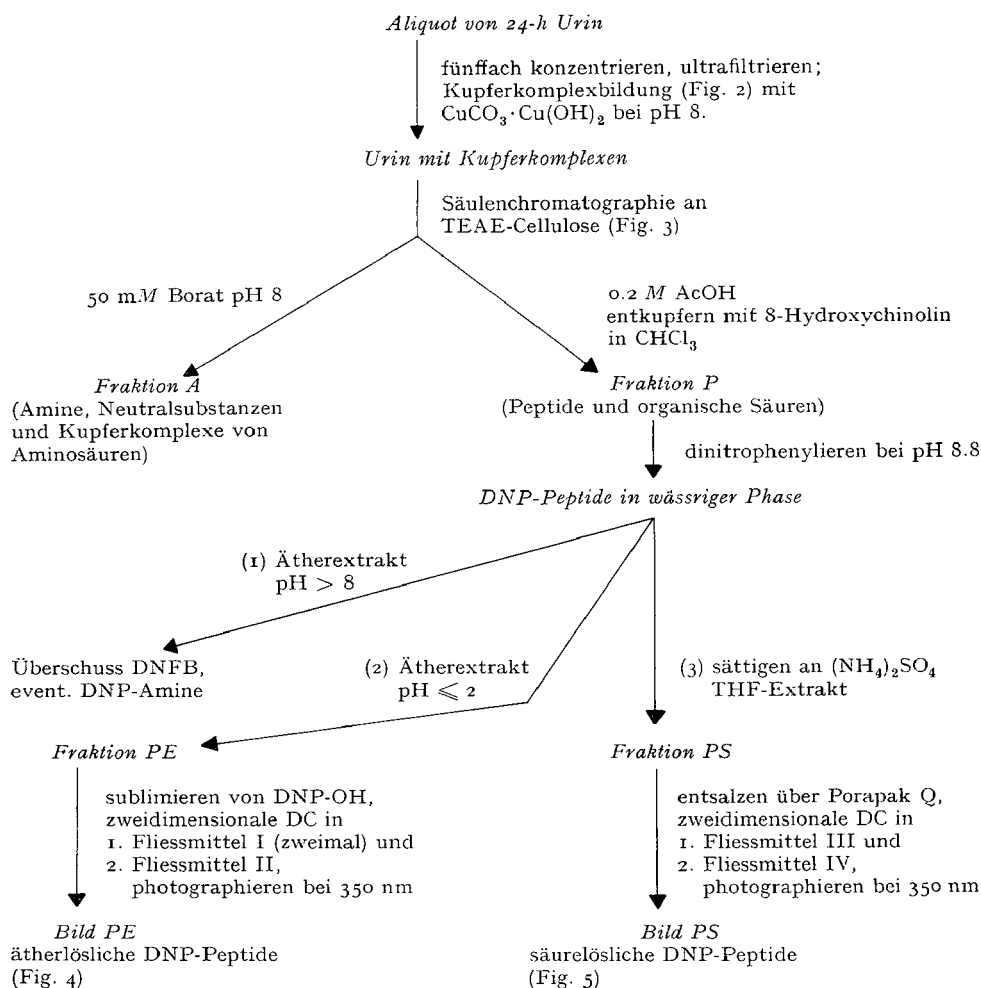 Aliquot von 24-h Urin
fünffach konzentrieren, ultrafiltrieren;
Kupferkomplexbildung (Fig. 2) mit
CuCO₃·Cu(OH)₂ bei pH 8.
Urin mit Kupferkomplexen
Säulenchromatographie an
TEAE-Cellulose (Fig. 3)
50 mM Borat pH 8
0.2 M AcOH
entkupfern mit 8-Hydroxychinolin
in CHCl₃
Fraktion A
(Amine, Neutralsubstanzen
und Kupferkomplexe von
Aminosäuren)
Fraktion P
(Peptide und organische Säuren)
dinitrophenylieren bei pH 8.8
DNP-Peptide in wässriger Phase
(1) Ätherextrakt
pH > 8
Überschuss DNFB,
event. DNP-Amine
(2) Ätherextrakt
pH ⩽ 2
(3) sättigen an (NH₄)₂SO₄
THF-Extrakt
Fraktion PE
sublimieren von DNP-OH,
zweidimensionale DC in
1. Fliessmittel I (zweimal) und
2. Fliessmittel II,
photographieren bei 350 nm
Bild PE
ätherlösliche DNP-Peptide
(Fig. 4)
Fraktion PS
entsalzen über Porapak Q,
zweidimensionale DC in
1. Fliessmittel III und
2. Fliessmittel IV,
photographieren bei 350 nm
Bild PS
säurelösliche DNP-Peptide
(Fig. 5)